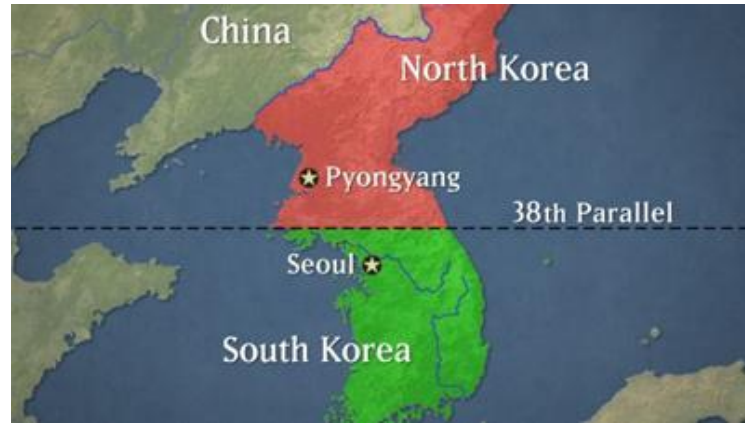 China
North Korea
Pyongyang
38th Parallel
Seoul
South Korea